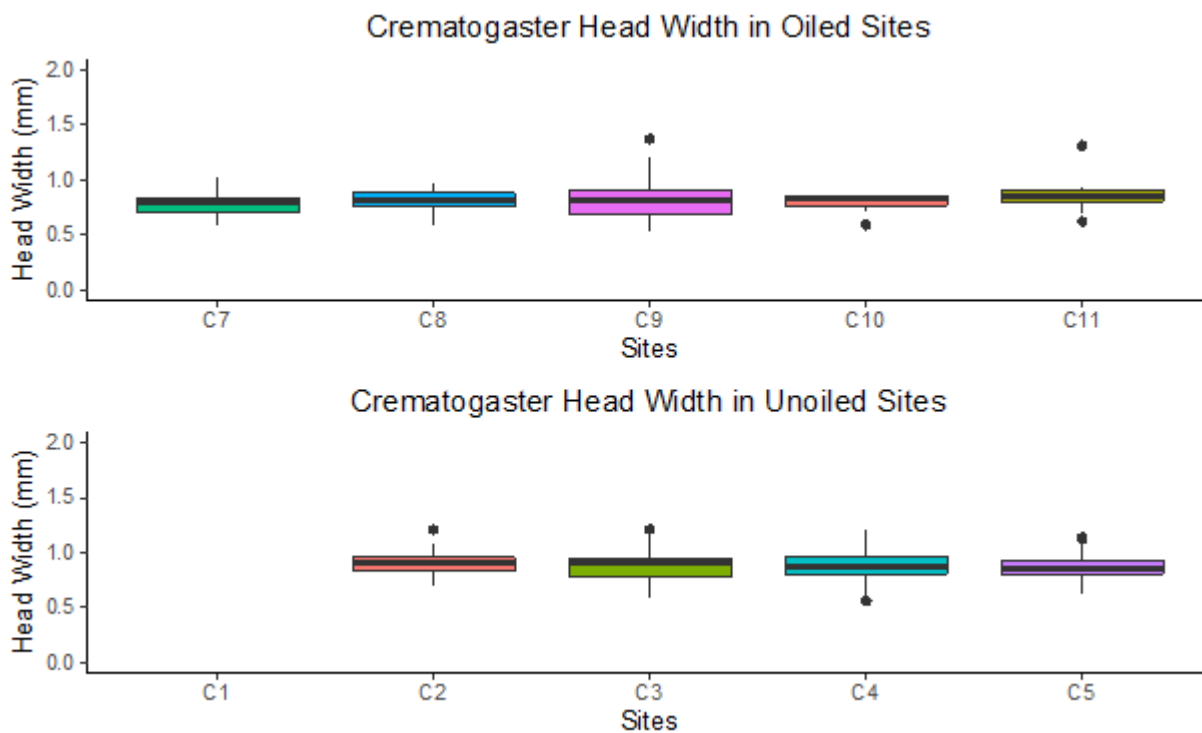 Crematogaster Head Width in Oiled Sites
Head Width (mm)
2.0
1.5
1.0
0.5
0.0
C7 C8 C9 C10 C11
Sites
Crematogaster Head Width in Unoiled Sites
Head Width (mm)
2.0
1.5
1.0
0.5
0.0
C1 C2 C3 C4 C5
Sites